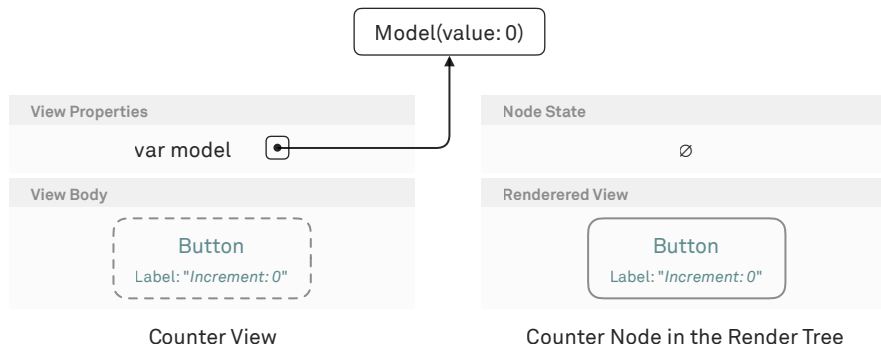 Model(value: 0)
View Properties
var model
View Body
Button
Label: "Increment: 0"
Counter View
Node State
∅
Renderered View
Button
Label: "Increment: 0"
Counter Node in the Render Tree